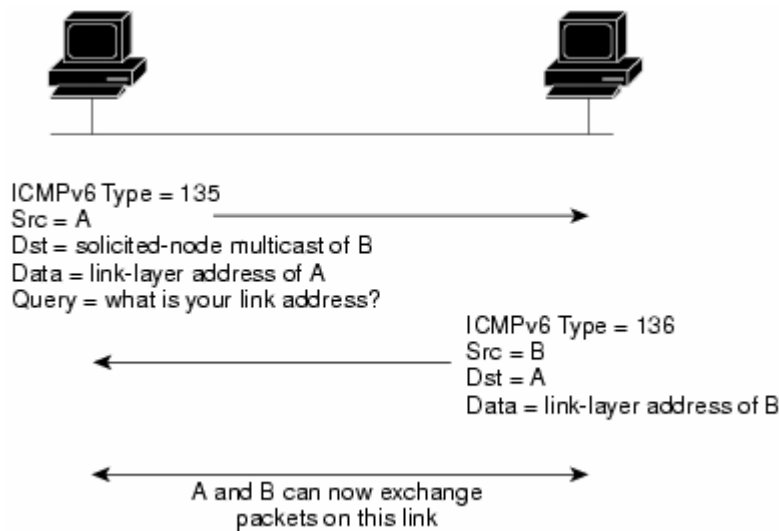 ICMPv6 Type = 135
Src = A
Dst = solicited-node multicast of B
Data = link-layer address of A
Query = what is your link address?
ICMPv6 Type = 136
Src = B
Dst = A
Data = link-layer address of B
A and B can now exchange
packets on this link